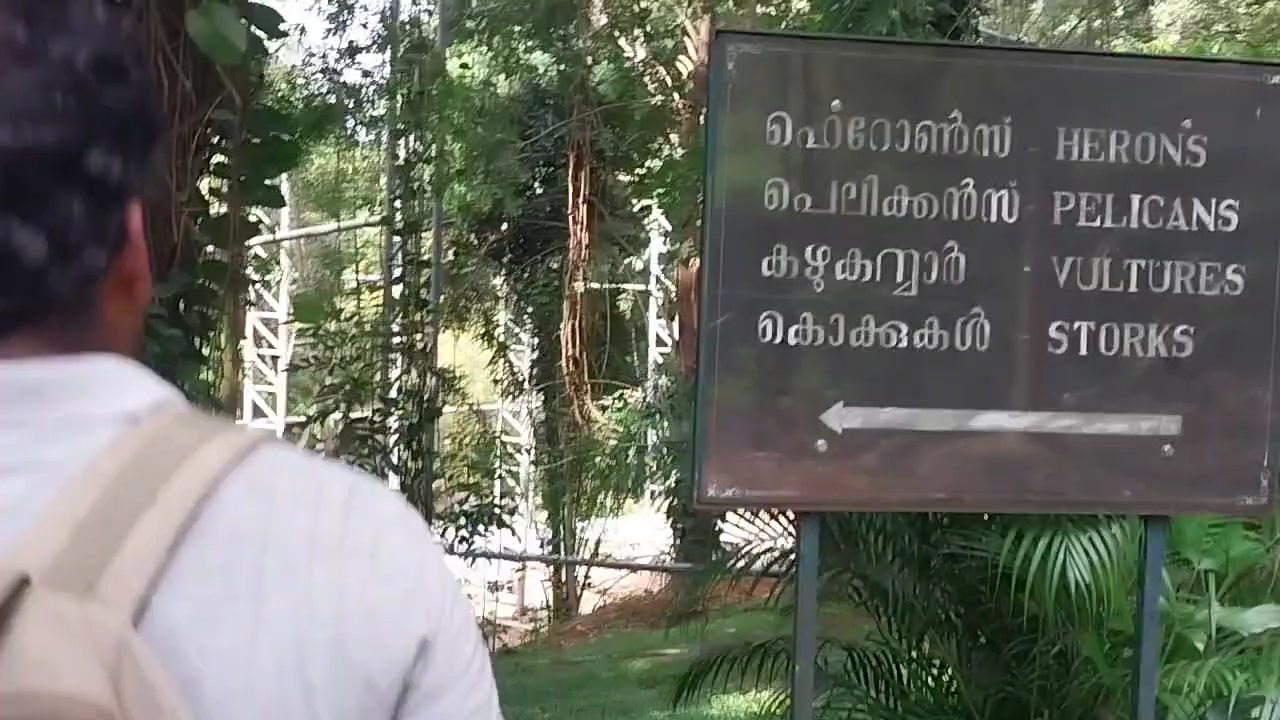 ഹെറോൺസ് - HERONS
പെലിക്കൻസ് - PELICANS
കഴുകന്മാർ - VULTURES
കൊക്കുകൾ - STORKS